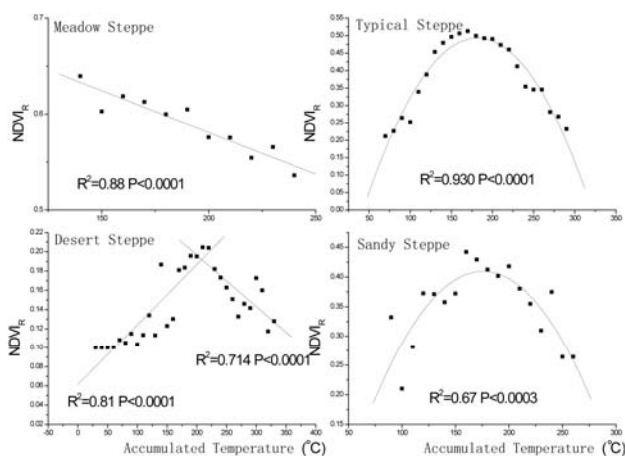 Meadow Steppe
0.7
0.6
0.5
NDVI_R
150 200 250
R²=0.88 P<0.0001
Typical Steppe
0.55
0.50
0.45
0.40
0.35
0.30
0.25
0.20
0.15
0.10
0.05
0.00
NDVI_R
50 100 150 200 250 300 350
R²=0.930 P<0.0001
Desert Steppe
0.22
0.20
0.18
0.16
0.14
0.12
0.10
0.08
0.06
0.04
0.02
0.00
NDVI_R
-50 0 50 100 150 200 250 300 350 400
R²=0.714 P<0.0001
R²=0.81 P<0.0001
Accumulated Temperature (℃)
Sandy Steppe
0.45
0.40
0.35
0.30
0.25
0.20
0.15
NDVI_R
50 100 150 200 250 300
R²=0.67 P<0.0003
Accumulated Temperature (℃)